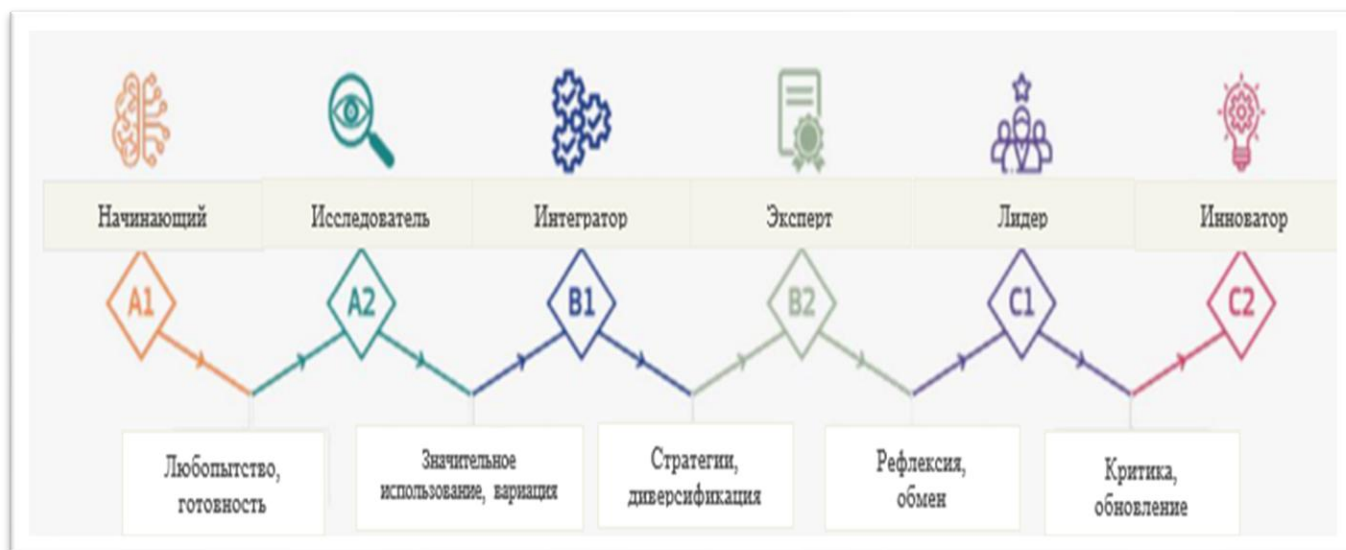 Начинающий
Исследователь
Интегратор
Эксперт
Лидер
Инноватор
A1
A2
B1
B2
C1
C2
Любопытство,
готовность
Значительное
использование, вариация
Стратегии,
диверсификация
Рефлексия,
обмен
Критика,
обновление